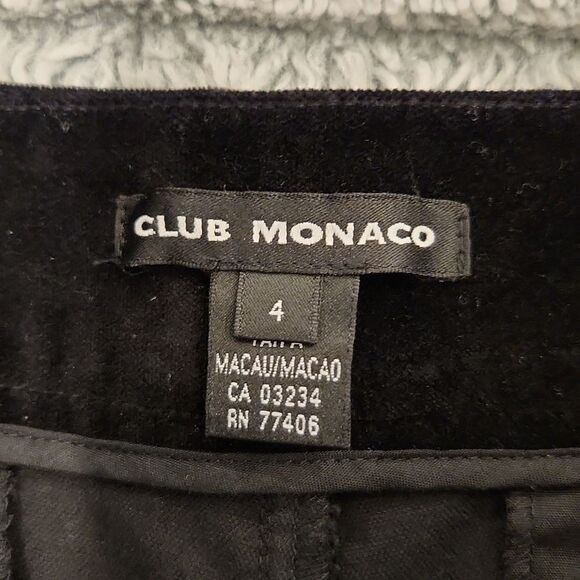 CLUB MONACO
4
MACAU/MACAO
CA 03234
RN 77406